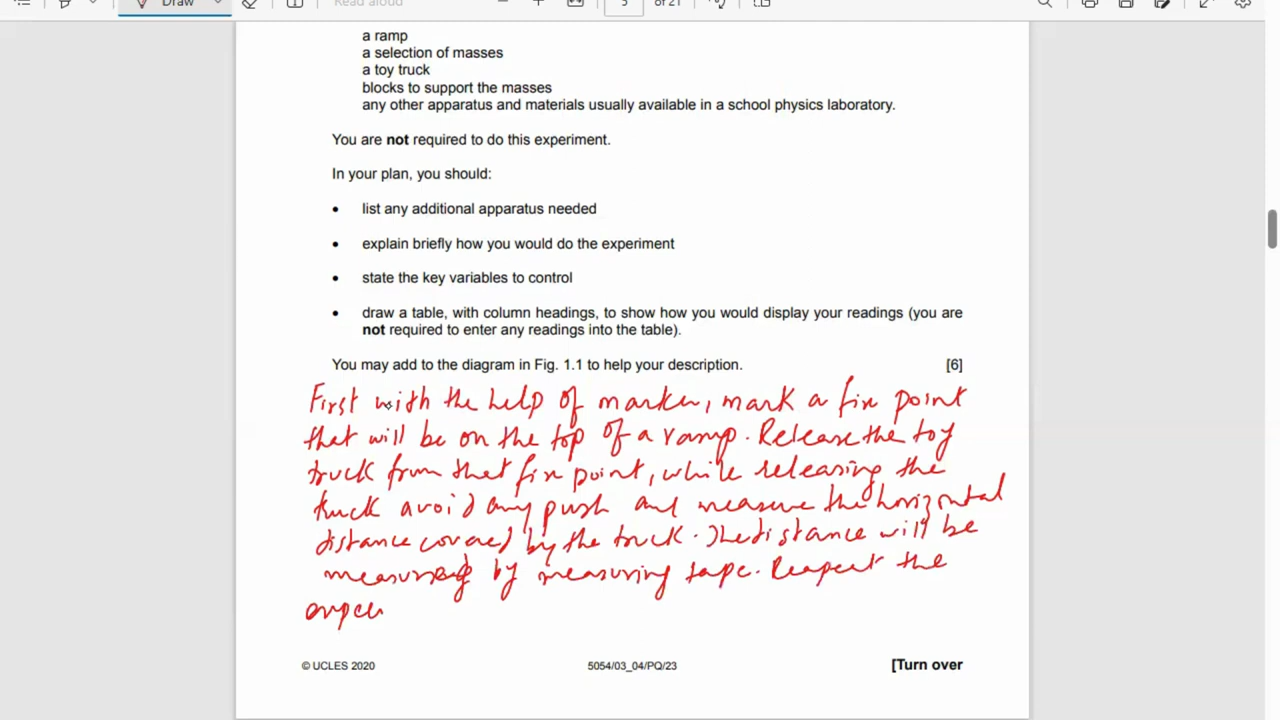 Draw
Read aloud
5
of 21
a ramp
a selection of masses
a toy truck
blocks to support the masses
any other apparatus and materials usually available in a school physics laboratory.
You are not required to do this experiment.
In your plan, you should:
• list any additional apparatus needed
• explain briefly how you would do the experiment
• state the key variables to control
• draw a table, with column headings, to show how you would display your readings (you are
not required to enter any readings into the table).
You may add to the diagram in Fig. 1.1 to help your description. [6]
First with the help of marker, mark a fix point
that will be on the top of a ramp. Release the toy
truck from that fix point, while releasing the
truck avoid any push and measure the horizontal
distance covered by the truck. The distance will be
by measuring tape. Reapect the
© UCLES 2020
5054/03_04/PQ/23
[Turn over